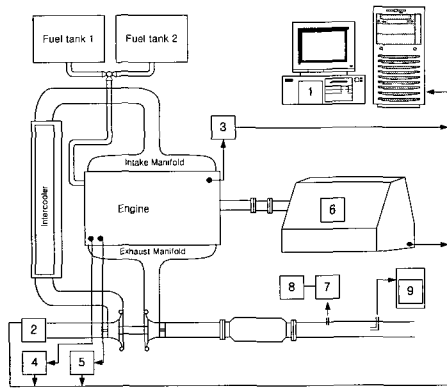 Fuel tank 1
Fuel tank 2
1
3
Intercooler
Intake Manifold
Engine
6
Exhaust Manifold
8
7
9
2
4
5